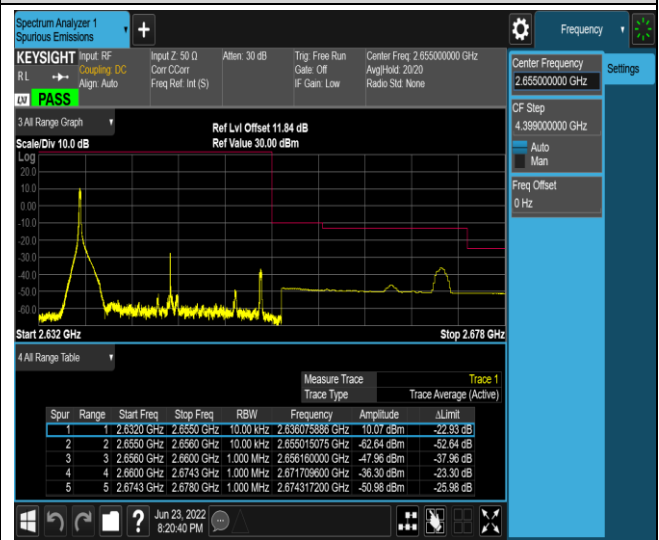 Spectrum Analyzer 1
Spurious Emissions
Frequency
KEYSIGHT Input: RF Input Z: 50 Ω Atten: 30 dB Trig: Free Run Center Freq: 2.655000000 GHz
RL Coupling: DC Corr CCorr Gate: Off Avg|Hold: 20/20
Align: Auto Freq Ref: Int (S) IF Gain: Low Radio Std: None
LXI PASS
Center Frequency
2.655000000 GHz
Settings
CF Step
4.399000000 GHz
Auto
Man
Freq Offset
0 Hz
3 All Range Graph
Ref Lvl Offset 11.84 dB
Scale/Div 10.0 dB Ref Value 30.00 dBm
Log
20.0
10.0
0.00
-10.0
-20.0
-30.0
-40.0
-50.0
-60.0
Start 2.632 GHz Stop 2.678 GHz
4 All Range Table
Measure Trace Trace 1
Trace Type Trace Average (Active)
Spur Range Start Freq Stop Freq RBW Frequency Amplitude ΔLimit
1 1 2.6320 GHz 2.6550 GHz 10.00 kHz 2.636075886 GHz 10.07 dBm -22.93 dB
2 2 2.6550 GHz 2.6560 GHz 10.00 kHz 2.655015075 GHz -62.64 dBm -52.64 dB
3 3 2.6560 GHz 2.6600 GHz 1.000 MHz 2.656160000 GHz -47.96 dBm -37.96 dB
4 4 2.6600 GHz 2.6743 GHz 1.000 MHz 2.671709600 GHz -36.30 dBm -23.30 dB
5 5 2.6743 GHz 2.6780 GHz 1.000 MHz 2.674317200 GHz -50.98 dBm -25.98 dB
Jun 23, 2022
8:20:40 PM